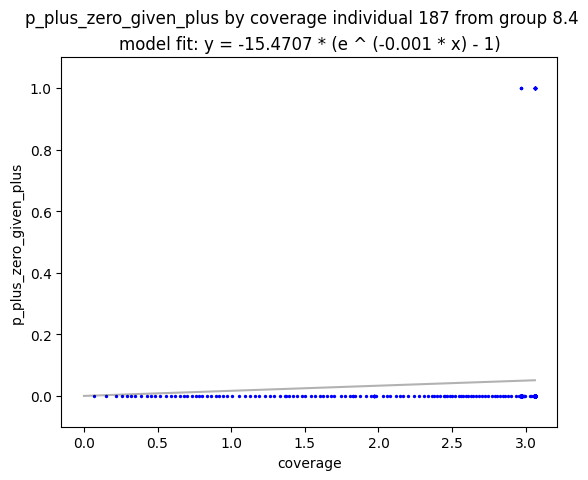 p_plus_zero_given_plus by coverage individual 187 from group 8.4
model fit: y = -15.4707 * (e ^ (-0.001 * x) - 1)
1.0
0.8
0.6
0.4
0.2
0.0
p_plus_zero_given_plus
0.0 0.5 1.0 1.5 2.0 2.5 3.0
coverage